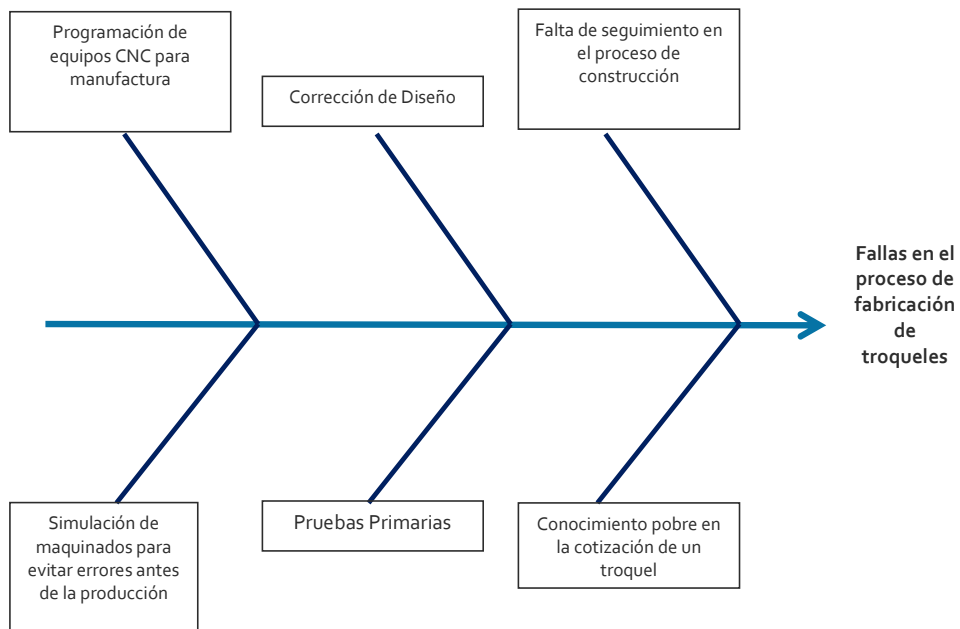 Programación de
equipos CNC para
manufactura
Corrección de Diseño
Falta de seguimiento en
el proceso de
construcción
Fallas en el
proceso de
fabricación
de
troqueles
Simulación de
maquinados para
evitar errores antes
de la producción
Pruebas Primarias
Conocimiento pobre en
la cotización de un
troquel